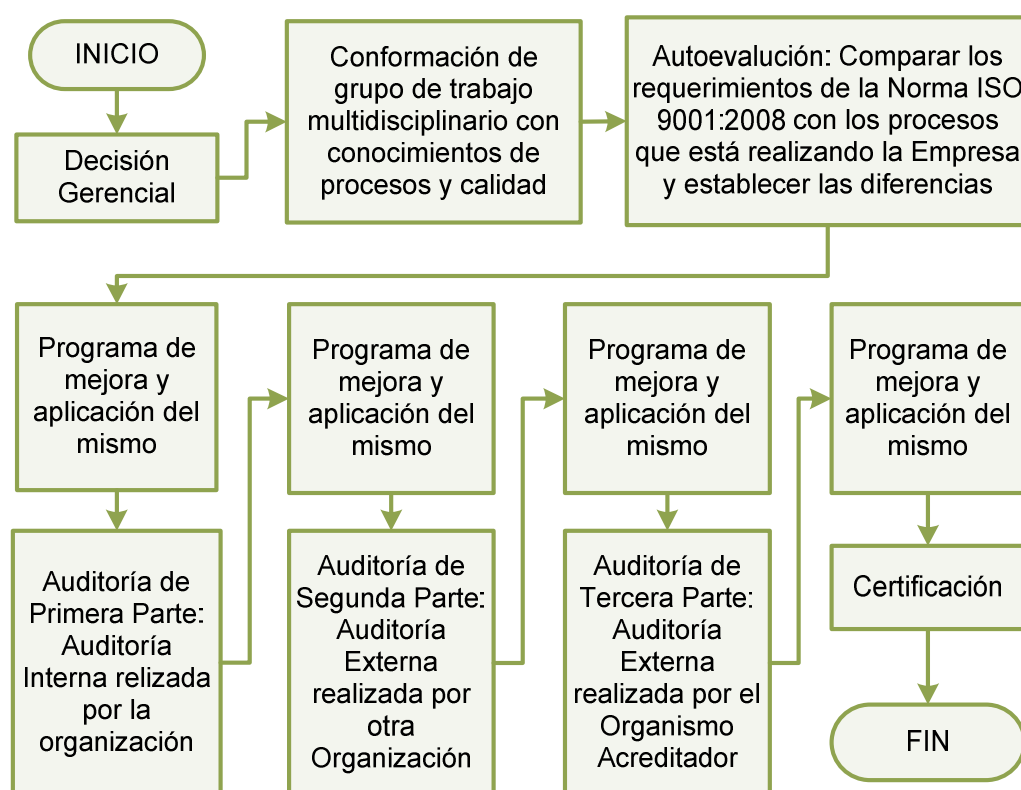 INICIO
Decisión
Gerencial
Conformación de
grupo de trabajo
multidisciplinario con
conocimientos de
procesos y calidad
Autoevalución: Comparar los
requerimientos de la Norma ISO
9001:2008 con los procesos
que está realizando la Empresa
y establecer las diferencias
Programa de
mejora y
aplicación del
mismo
Auditoría de
Primera Parte:
Auditoría
Interna relizada
por la
organización
Programa de
mejora y
aplicación del
mismo
Auditoría de
Segunda Parte:
Auditoría
Externa
realizada por
otra
Organización
Programa de
mejora y
aplicación del
mismo
Auditoría de
Tercera Parte:
Auditoría
Externa
realizada por el
Organismo
Acreditador
Programa de
mejora y
aplicación del
mismo
Certificación
FIN